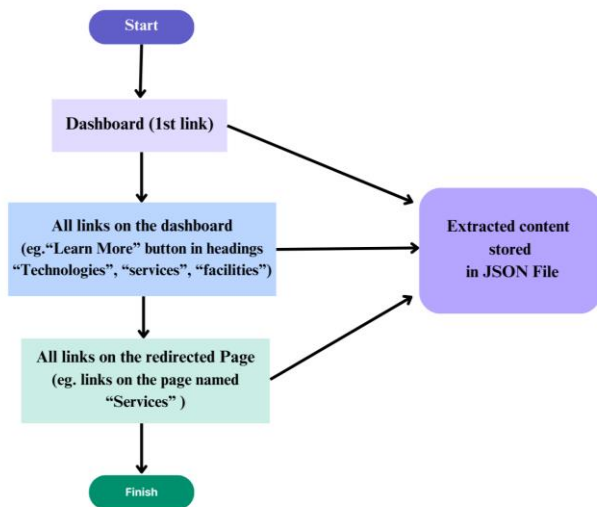 Start
Dashboard (1st link)
All links on the dashboard
(eg.“Learn More” button in headings
“Technologies”, “services”, “facilities”)
Extracted content
stored
in JSON File
All links on the redirected Page
(eg. links on the page named
“Services” )
Finish